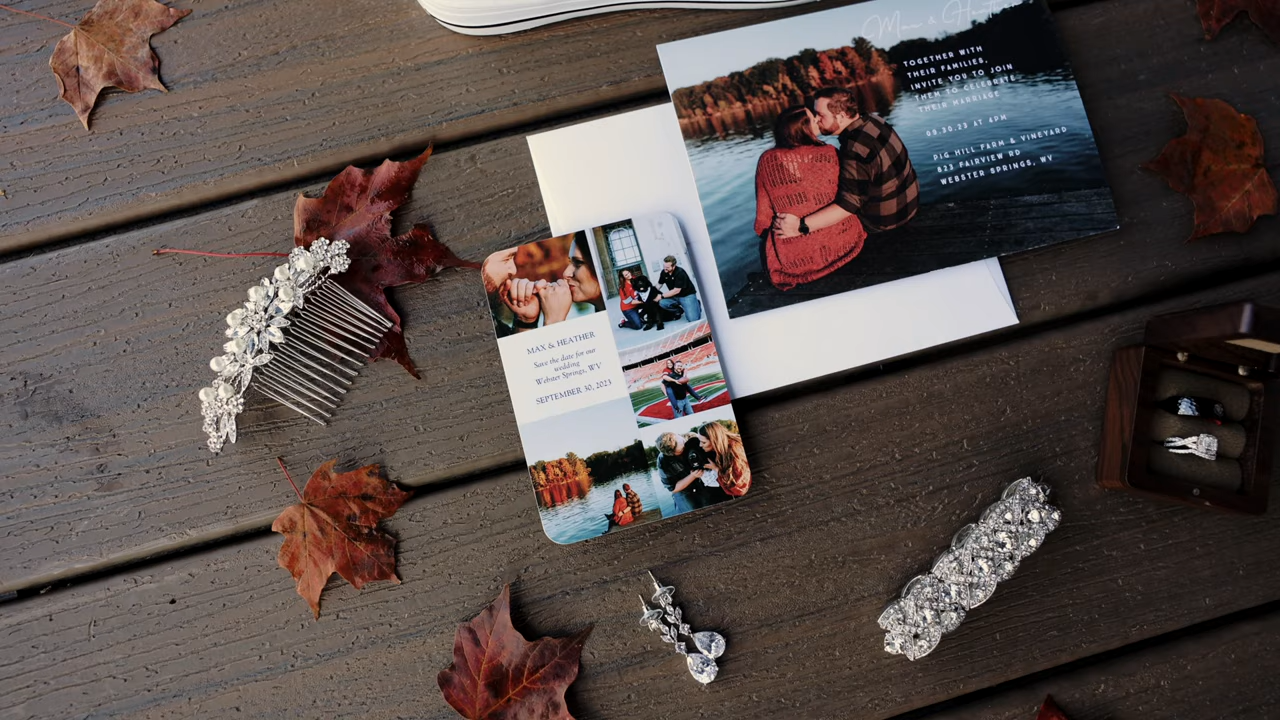 Max & Heather
TOGETHER WITH
THEIR FAMILIES,
INVITE YOU TO JOIN
THEM TO CELEBRATE
THEIR MARRIAGE
09.30.23 AT 4PM
PIG HILL FARM & VINEYARD
823 FAIRVIEW RD
WEBSTER SPRINGS, WV
MAX & HEATHER
Save the date for our
wedding
Webster Springs, WV
SEPTEMBER 30, 2023